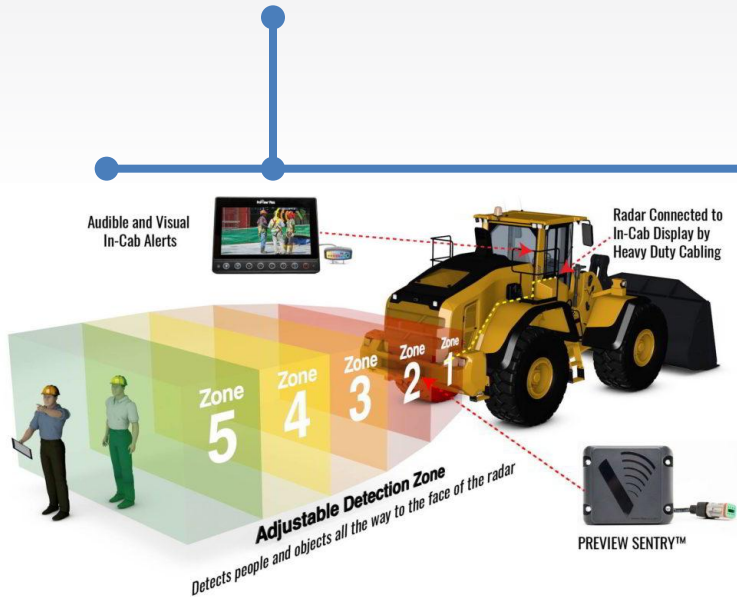 Audible and Visual
In-Cab Alerts
Radar Connected to
In-Cab Display by
Heavy Duty Cabling
Zone
1
Zone
2
Zone
3
Zone
4
Zone
5
Adjustable Detection Zone
Detects people and objects all the way to the face of the radar
PREVIEW SENTRY™